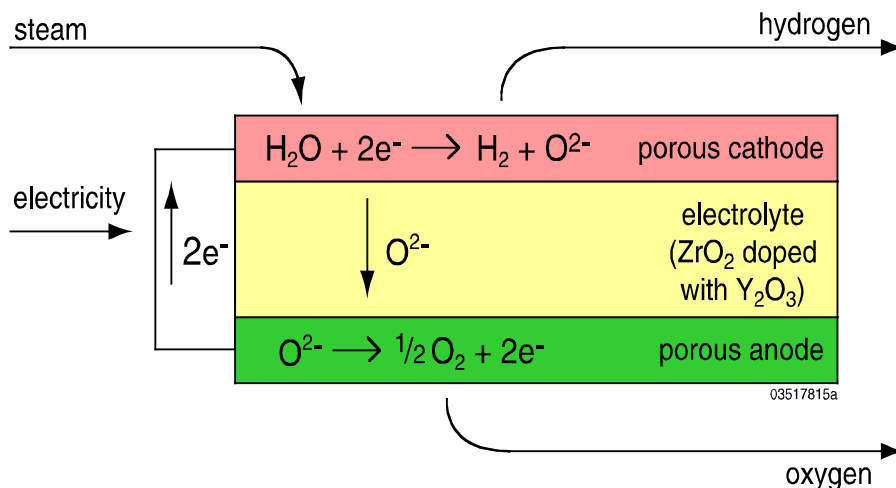 steam
hydrogen
H₂O + 2e⁻ → H₂ + O²⁻
porous cathode
electricity
2e⁻
O²⁻
electrolyte
(ZrO₂ doped
with Y₂O₃)
O²⁻ → ½ O₂ + 2e⁻
porous anode
03517815a
oxygen